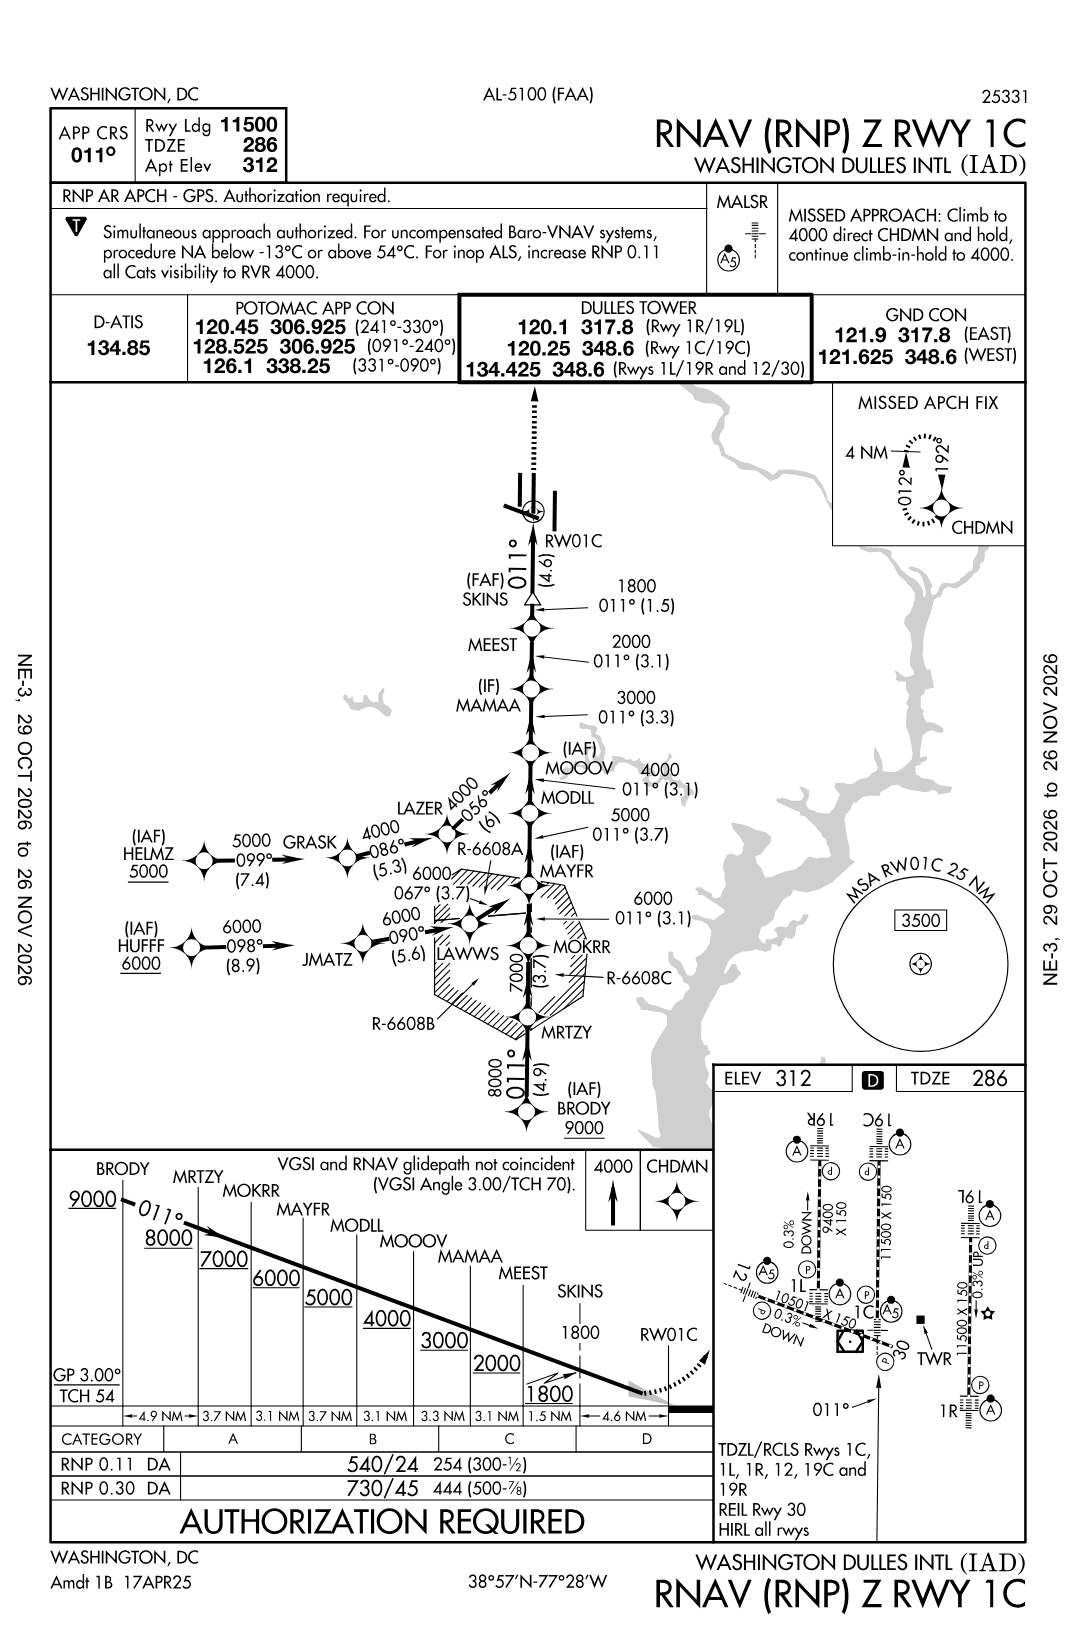 WASHINGTON, DC
AL-5100 (FAA)
25331
APP CRS
011°
Rwy Ldg 11500
TDZE 286
Apt Elev 312
RNAV (RNP) Z RWY 1C
WASHINGTON DULLES INTL (IAD)
RNP AR APCH - GPS. Authorization required.
T
Simultaneous approach authorized. For uncompensated Baro-VNAV systems,
procedure NA below -13°C or above 54°C. For inop ALS, increase RNP 0.11
all Cats visibility to RVR 4000.
MALSR
A5
MISSED APPROACH: Climb to
4000 direct CHDMN and hold,
continue climb-in-hold to 4000.
D-ATIS
134.85
POTOMAC APP CON
120.45 306.925 (241°-330°)
128.525 306.925 (091°-240°)
126.1 338.25 (331°-090°)
DULLES TOWER
120.1 317.8 (Rwy 1R/19L)
120.25 348.6 (Rwy 1C/19C)
134.425 348.6 (Rwys 1L/19R and 12/30)
GND CON
121.9 317.8 (EAST)
121.625 348.6 (WEST)
MISSED APCH FIX
4 NM
012°
192°
CHDMN
RW01C
011°
(4.6)
(FAF)
SKINS
1800
011° (1.5)
MEEST
2000
011° (3.1)
(IF)
MAMAA
3000
011° (3.3)
(IAF)
MOOOV
4000
011° (3.1)
MODLL
5000
011° (3.7)
LAZER
4000
056°
(6)
(IAF)
HELMZ
5000
5000
099°
(7.4)
GRASK
4000
086°
(5.3)
R-6608A
(IAF)
MAYFR
6000
067° (3.7)
6000
011° (3.1)
(IAF)
HUFFF
6000
6000
098°
(8.9)
JMATZ
6000
090°
(5.6)
LAWWS
MOKRR
7000
(3.7)
R-6608C
R-6608B
MRTZY
8000
011°
(4.9)
(IAF)
BRODY
9000
MSA RW01C 25 NM
3500
NE-3, 29 OCT 2026 to 26 NOV 2026
NE-3, 29 OCT 2026 to 26 NOV 2026
ELEV 312
D
TDZE 286
19R
19C
A
A
P
P
19L
A
P
0.3%
DOWN
9400
X 150
11500 X 150
0.3% UP
11500 X 150
12
A5
P
1L
A
P
1C
A5
P
10501 X 150
0.3%
DOWN
30
P
TWR
P
1R
A
011°
TDZL/RCLS Rwys 1C,
1L, 1R, 12, 19C and
19R
REIL Rwy 30
HIRL all rwys
VGSI and RNAV glidepath not coincident
(VGSI Angle 3.00/TCH 70).
4000
CHDMN
BRODY
MRTZY
MOKRR
MAYFR
MODLL
MOOOV
MAMAA
MEEST
SKINS
RW01C
9000
011°
8000
7000
6000
5000
4000
3000
2000
1800
1800
GP 3.00°
TCH 54
4.9 NM
3.7 NM
3.1 NM
3.7 NM
3.1 NM
3.3 NM
3.1 NM
1.5 NM
4.6 NM
CATEGORY A B C D
RNP 0.11 DA 540/24 254 (300-½)
RNP 0.30 DA 730/45 444 (500-⅞)
AUTHORIZATION REQUIRED
WASHINGTON, DC
Amdt 1B 17APR25
38°57'N-77°28'W
WASHINGTON DULLES INTL (IAD)
RNAV (RNP) Z RWY 1C